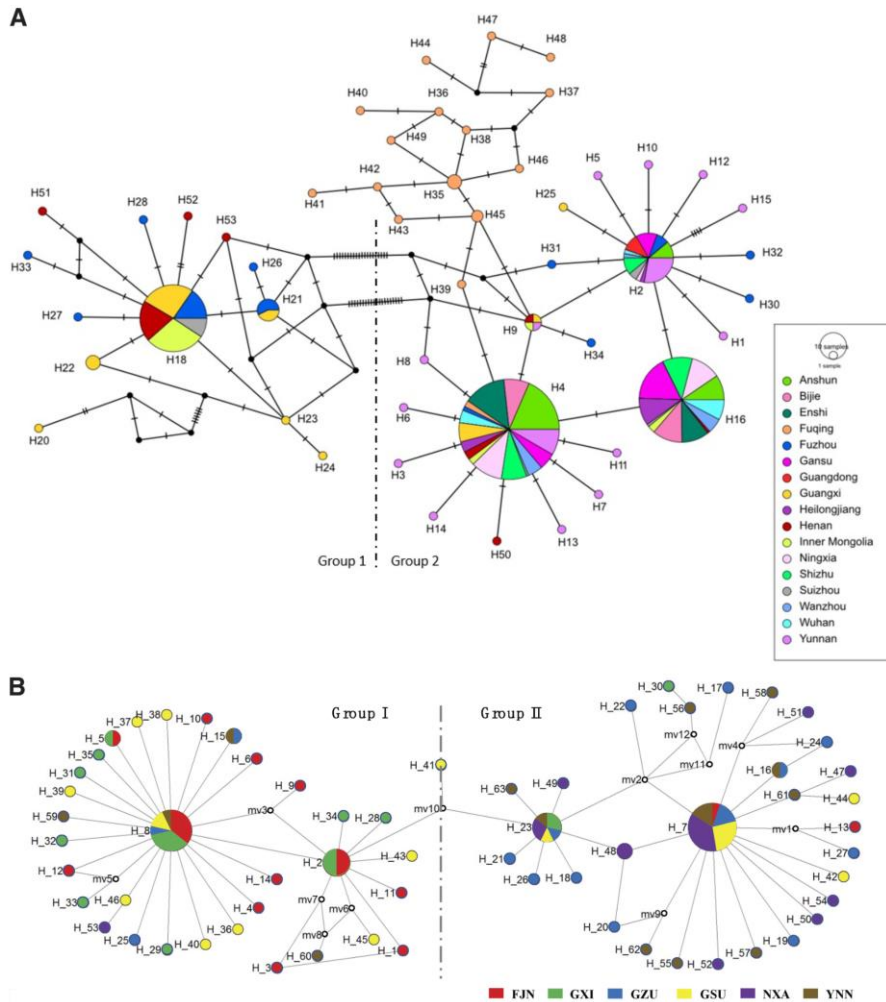 A
H47
H44
H48
H40
H36
H37
H49
H38
H10
H5
H12
H46
H42
H35
H51
H52
H25
H15
H28
H41
H45
H53
H43
H33
H26
H31
H32
H39
H2
H21
H30
H27
H9
H18
H34
H1
H8
H22
H4
H16
H6
H23
H20
H24
H3
H11
H7
H14
H13
H50
Group 1
Group 2
10 samples
1 sample
Anshun
Bijie
Enshi
Fuqing
Fuzhou
Gansu
Guangdong
Guangxi
Heilongjiang
Henan
Inner Mongolia
Ningxia
Shizhu
Suizhou
Wanzhou
Wuhan
Yunnan
B
Group I
Group II
H_38
H_37
H_10
H_5
H_15
H_35
H_6
H_31
H_9
H_39
mv3
H_59
H_8
H_34
H_28
H_32
H_2
H_43
H_12
mv5
H_14
H_11
H_33
H_46
H_4
mv7
mv6
H_53
H_36
mv8
H_45
H_25
H_40
H_60
H_1
H_29
H_3
H_41
mv10
H_30
H_17
H_56
H_58
H_22
H_51
mv12
mv4
H_24
mv11
H_63
H_49
mv2
H_16
H_47
H_61
H_44
H_23
H_7
mv1
H_13
H_48
H_27
H_21
H_42
H_26
H_18
H_54
H_50
mv9
H_20
H_19
H_62
H_57
H_55
H_52
FJN GXI GZU GSU NXA YNN